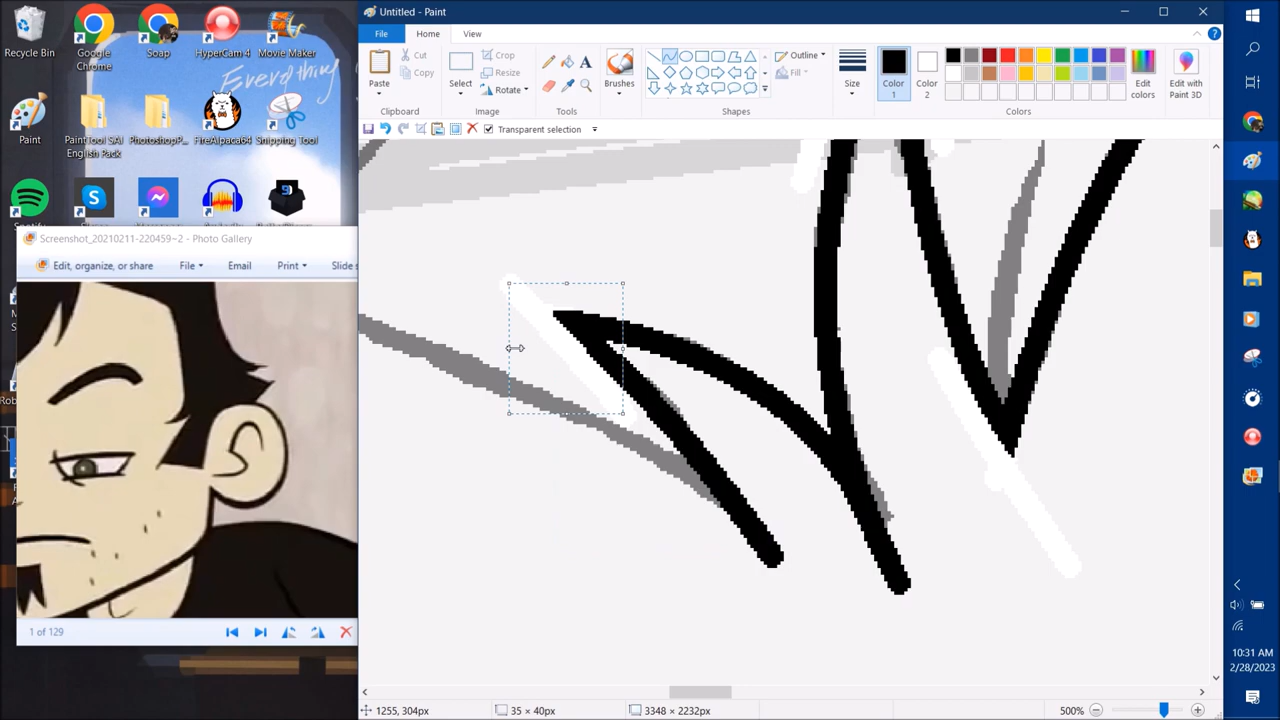 Untitled - Paint
File
Home
View
Paste
Cut
Copy
Clipboard
Select
Crop
Resize
Rotate
Image
Tools
Brushes
Shapes
Outline
Fill
Size
Color
1
Color
2
Edit
colors
Edit with
Paint 3D
Colors
Transparent selection
Recycle Bin
Google
Chrome
Soap
HyperCam 4
Movie Maker
Everything
Paint
PaintTool SAI
English Pack
PhotoshopP...
FireAlpaca64
Snipping Tool
Screenshot_20210211-220459~2 - Photo Gallery
Edit, organize, or share
File
Email
Print
Slide s
1 of 129
1255, 304px
35 × 40px
3348 × 2232px
500%
10:31 AM
2/28/2023